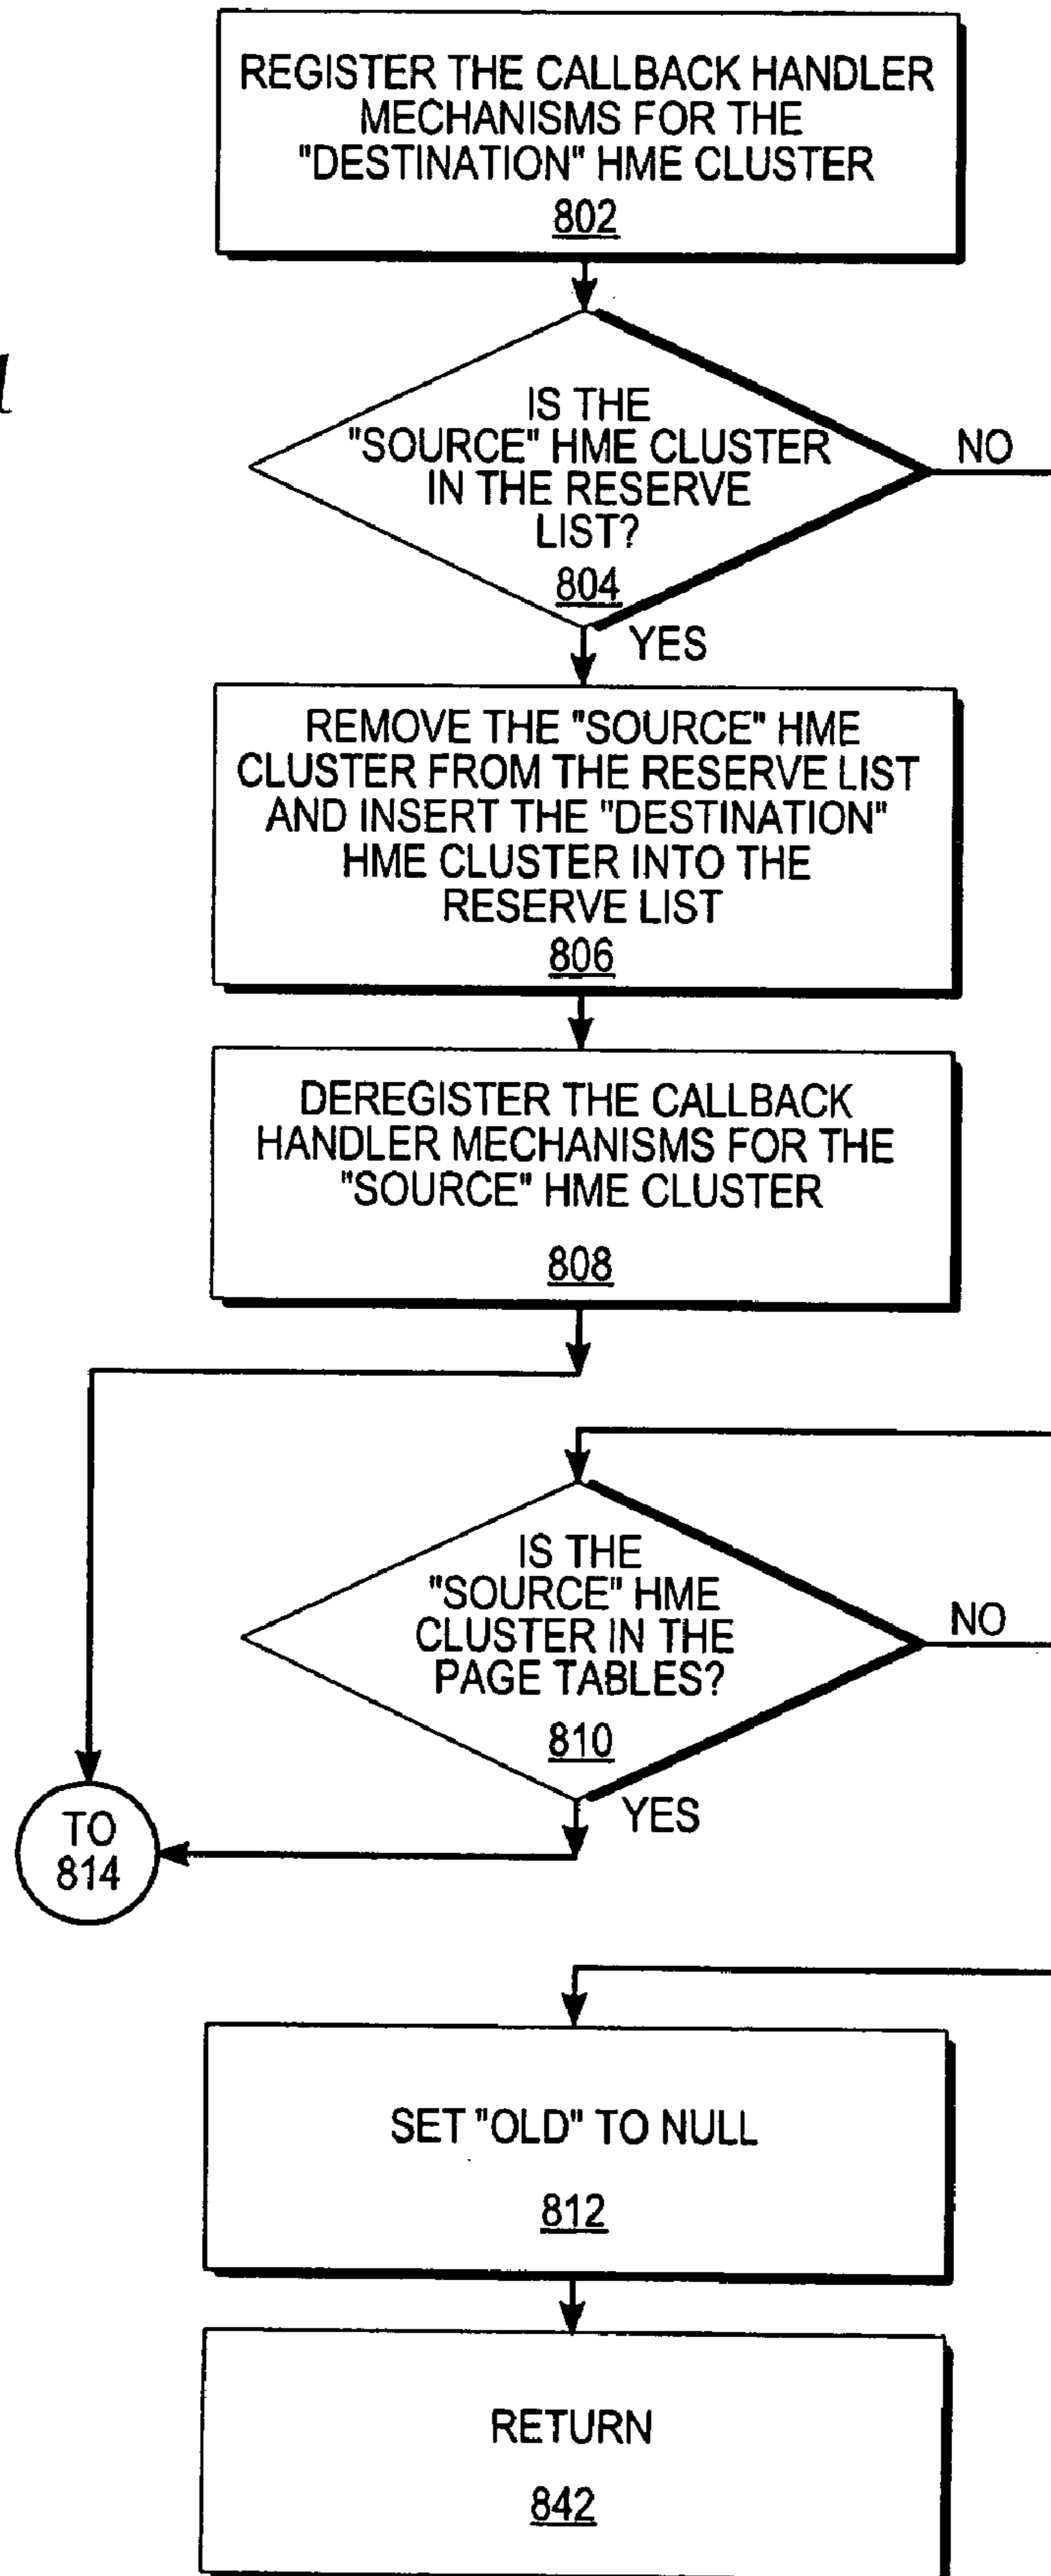 REGISTER THE CALLBACK HANDLER
MECHANISMS FOR THE
"DESTINATION" HME CLUSTER
802
IS THE
"SOURCE" HME CLUSTER
IN THE RESERVE
LIST?
804
NO
YES
REMOVE THE "SOURCE" HME
CLUSTER FROM THE RESERVE LIST
AND INSERT THE "DESTINATION"
HME CLUSTER INTO THE
RESERVE LIST
806
DEREGISTER THE CALLBACK
HANDLER MECHANISMS FOR THE
"SOURCE" HME CLUSTER
808
IS THE
"SOURCE" HME
CLUSTER IN THE
PAGE TABLES?
810
NO
YES
TO
814
SET "OLD" TO NULL
812
RETURN
842